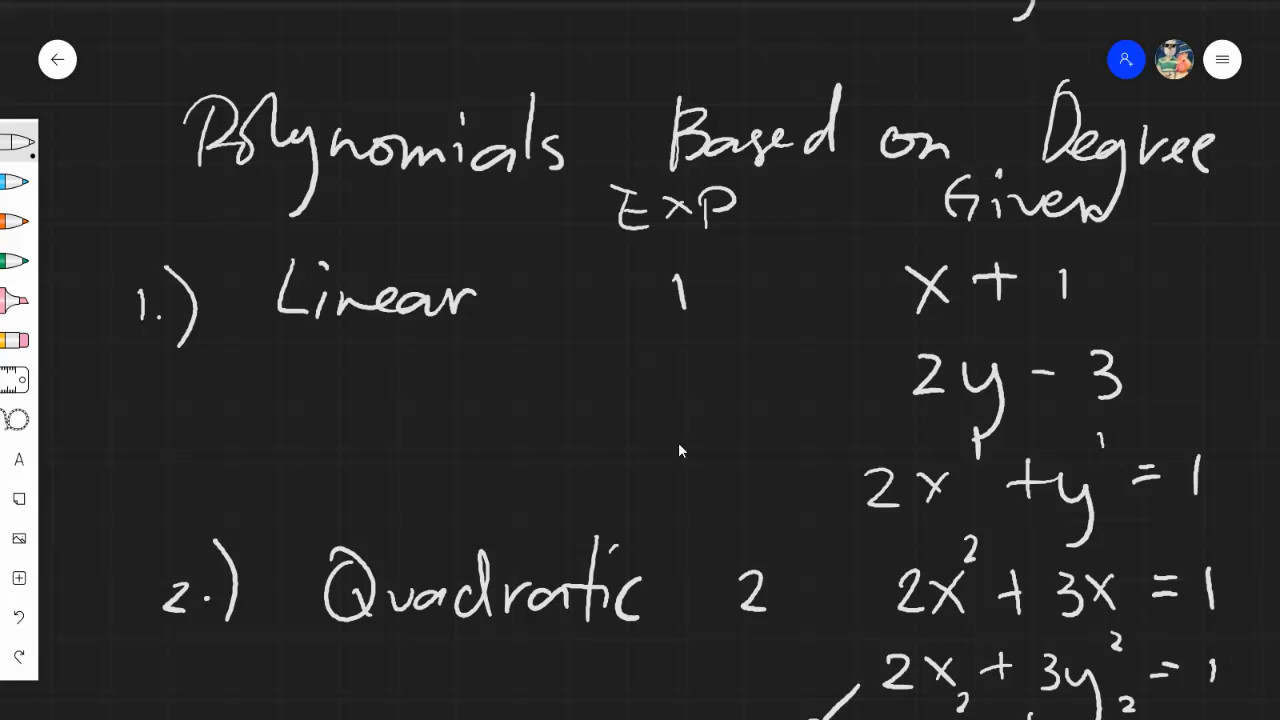 Polynomials Based on Degree
Exp Given
1.) Linear 1 x + 1
2y - 3
2x¹ + y¹ = 1
2.) Quadratic 2 2x² + 3x = 1
2x + 3y² = 1
A